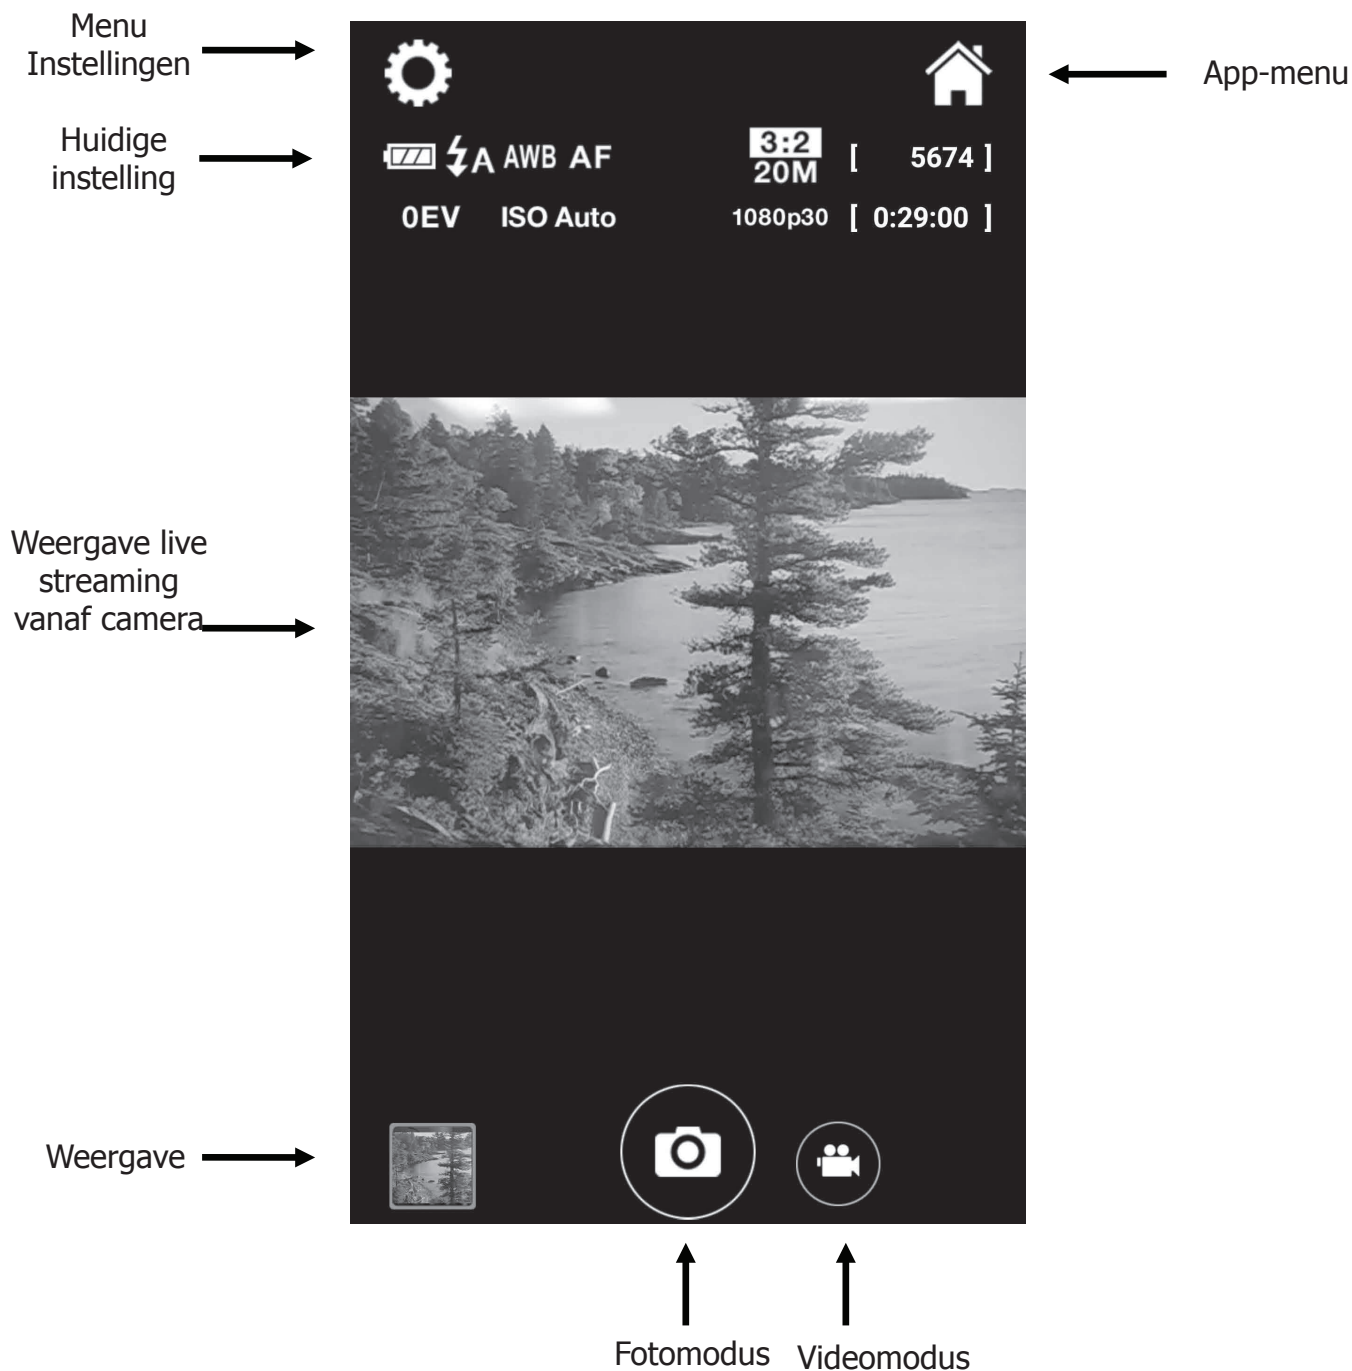 Menu
Instellingen
App-menu
Huidige
instelling
A AWB AF
3:2
20M
[ 5674 ]
0EV ISO Auto
1080p30 [ 0:29:00 ]
Weergave live
streaming
vanaf camera
Weergave
Fotomodus
Videomodus